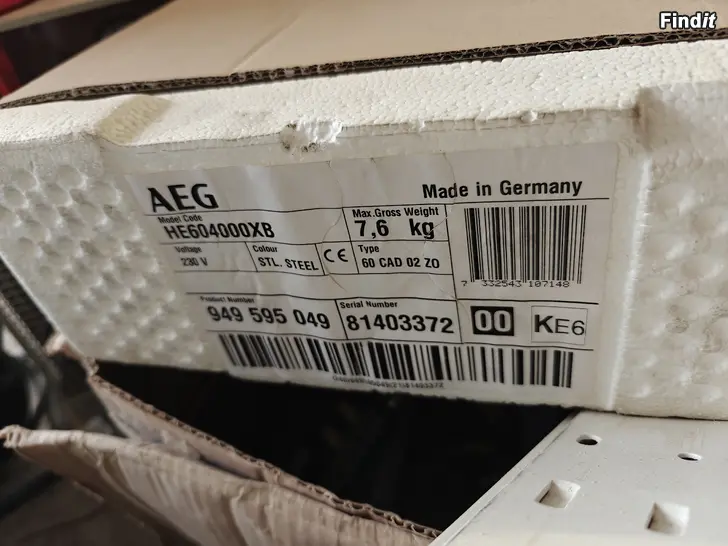 Findit
AEG
Made in Germany
Model Code
HE604000XB
Max.Gross Weight
7,6 kg
Voltage
230 V
Colour
STL. STEEL
CE
Type
60 CAD 02 ZO
7 332543 107148
Product Number
949 595 049
Serial Number
81403372
00
KE6